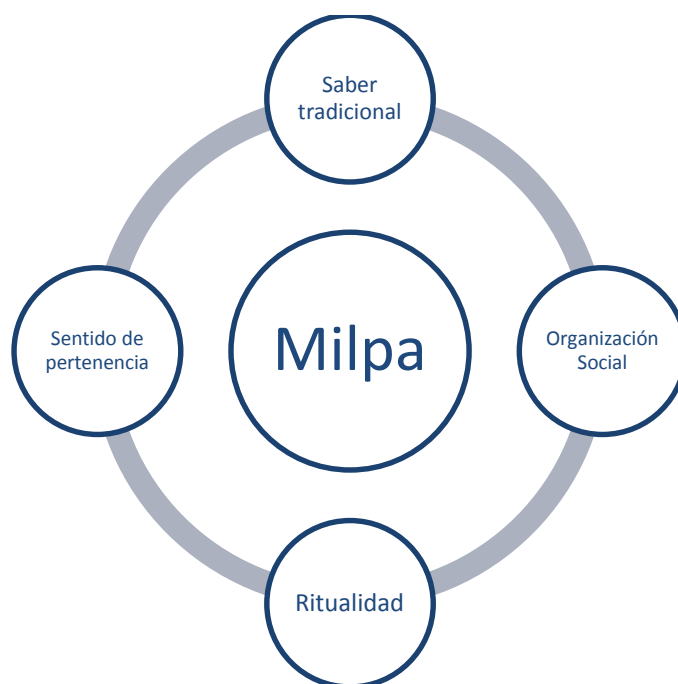 Saber
tradicional
Sentido de
pertenencia
Milpa
Organización
Social
Ritualidad